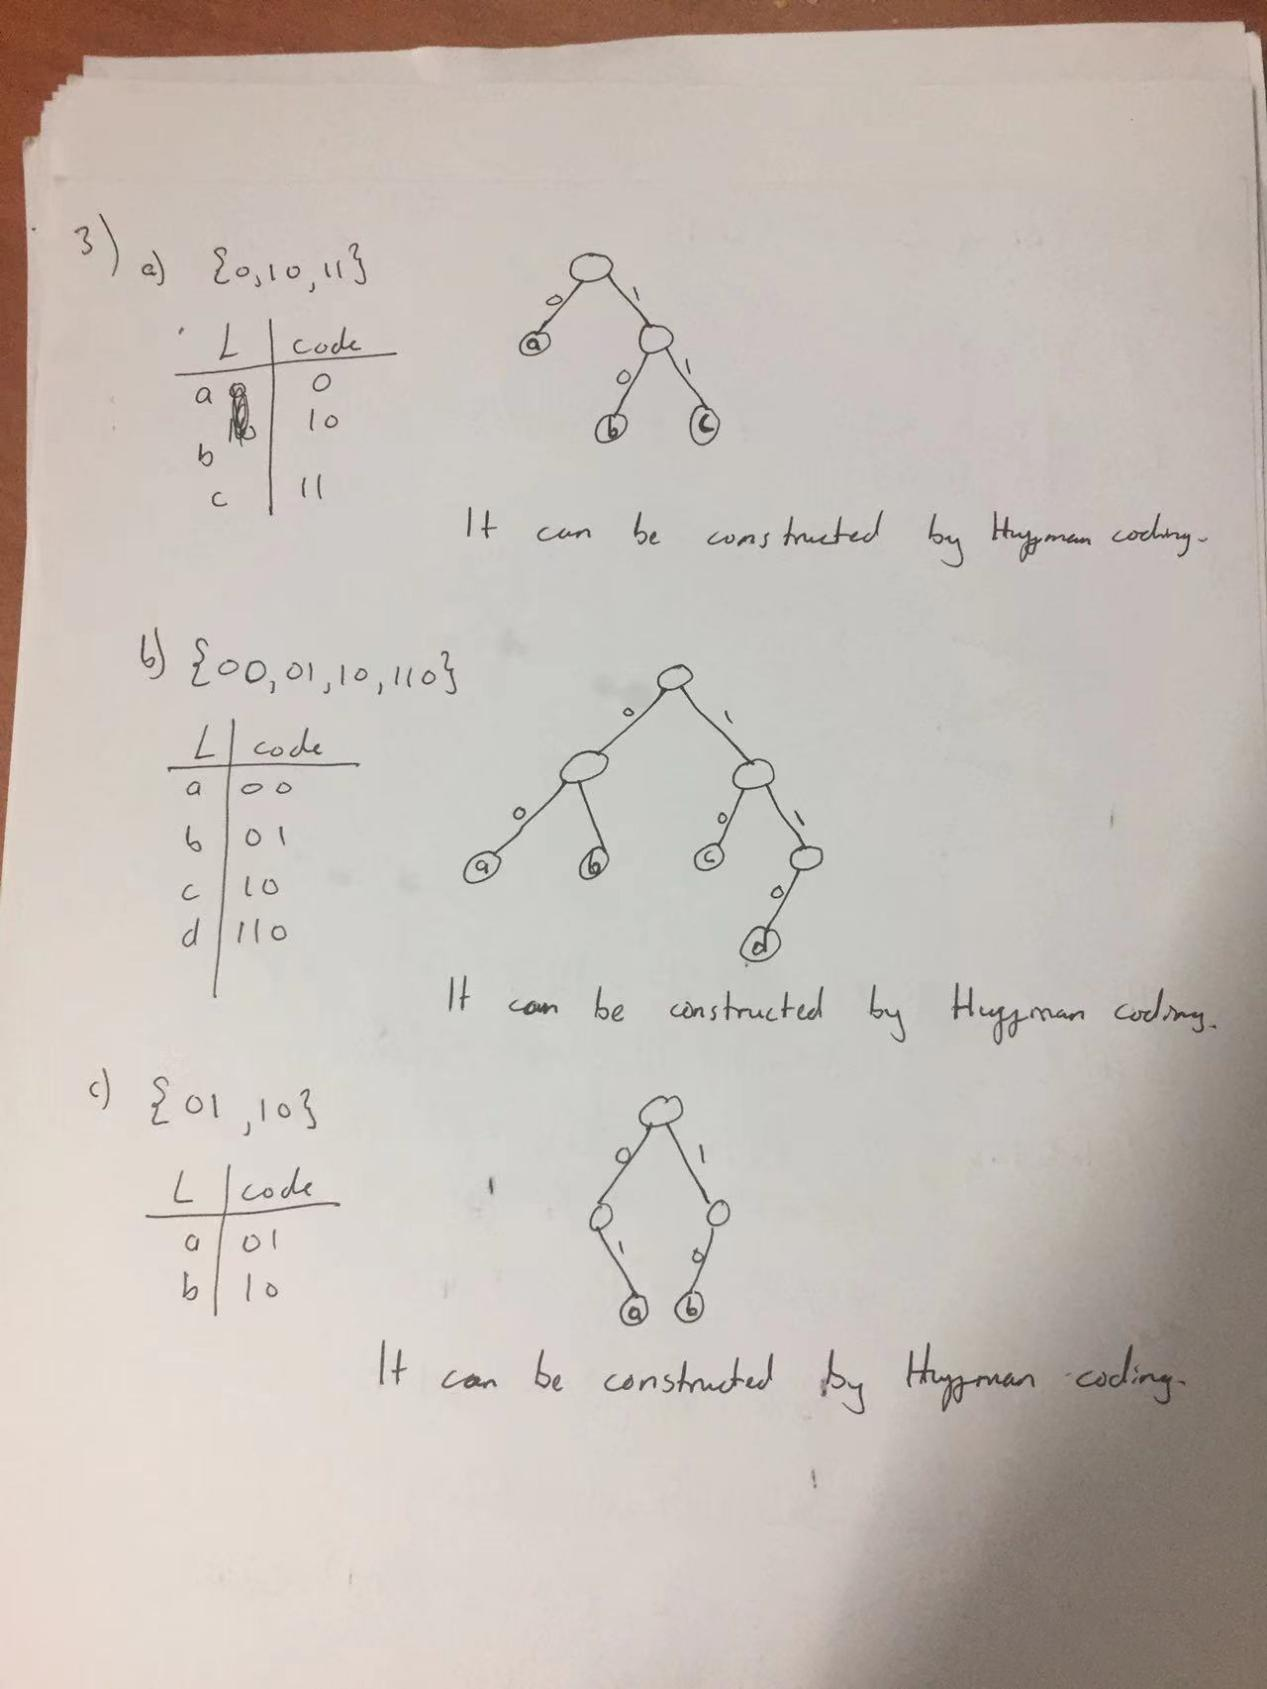 3) a) {0,10,11}
L code
a 0
10
b
c 11
0 1
a
0 1
b c
It can be constructed by Huffman coding.
b) {00,01,10,110}
L code
a 00
b 01
c 10
d 110
0 1
0 0 1
a b c
0
d
It can be constructed by Huffman coding.
c) {01,10}
L code
a 01
b 10
0 1
1 0
a b
It can be constructed by Huffman coding.